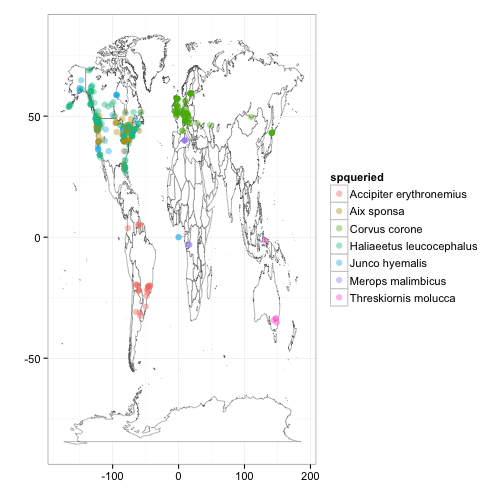 50
0
-50
-100
0
100
200
spqueried
Accipiter erythronemius
Aix sponsa
Corvus corone
Haliaeetus leucocephalus
Junco hyemalis
Merops malimbicus
Threskiornis molucca